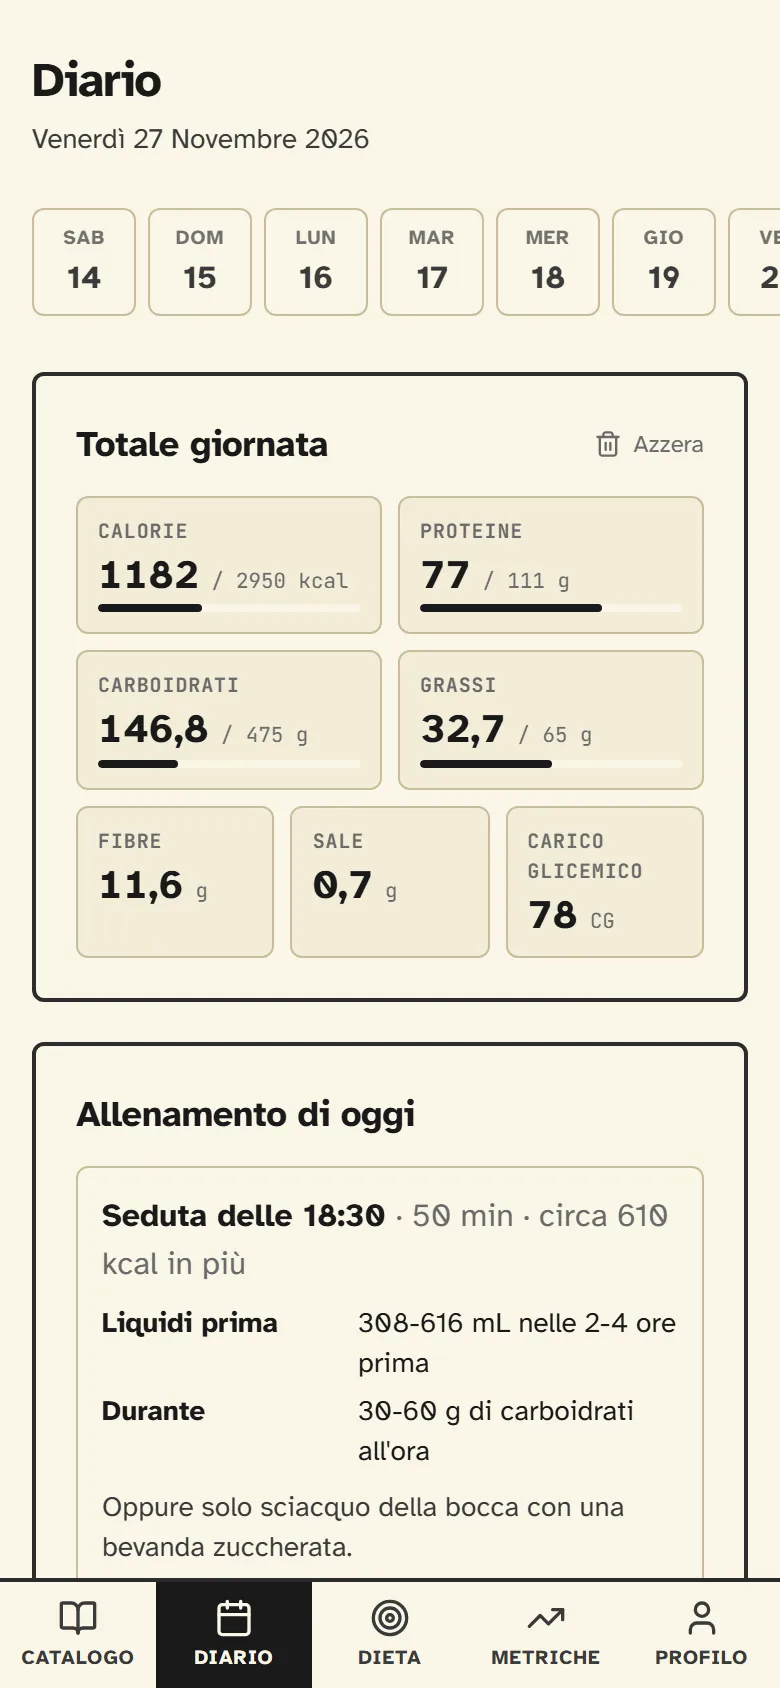 Diario
Venerdì 27 Novembre 2026
SAB DOM LUN MAR MER GIO
14 15 16 17 18 19
Totale giornata Azzera
CALORIE PROTEINE
1182 / 2950 kcal 77 / 111 g
CARBOIDRATI GRASSI
146,8 / 475 g 32,7 / 65 g
FIBRE SALE CARICO GLICEMICO
11,6 g 0,7 g 78 CG
Allenamento di oggi
Seduta delle 18:30 · 50 min · circa 610
kcal in più
Liquidi prima 308-616 mL nelle 2-4 ore
prima
Durante 30-60 g di carboidrati
all'ora
Oppure solo sciacquo della bocca con una
bevanda zuccherata.
CATALOGO DIARIO DIETA METRICHE PROFILO